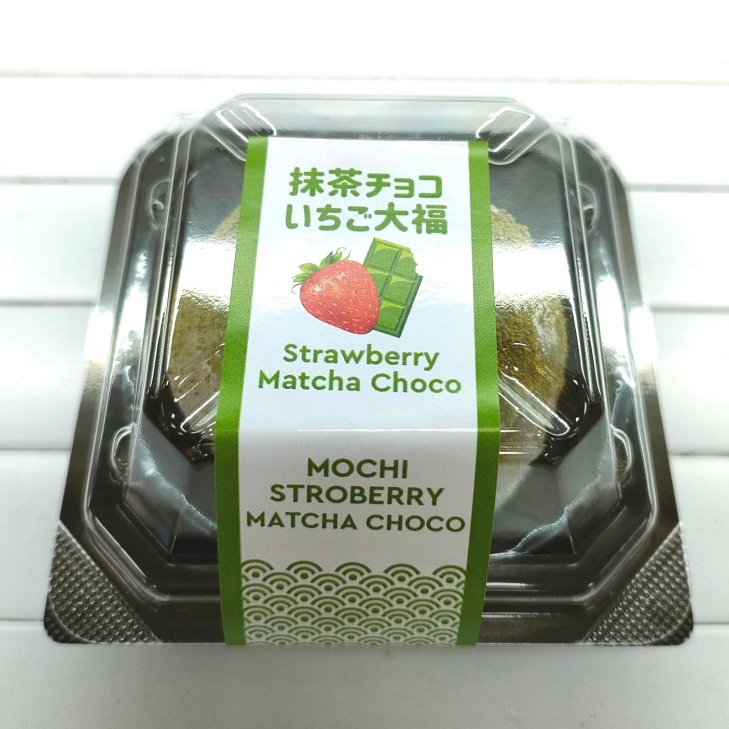 抹茶チョコ
いちご大福
Strawberry
Matcha Choco
MOCHI
STROBERRY
MATCHA CHOCO